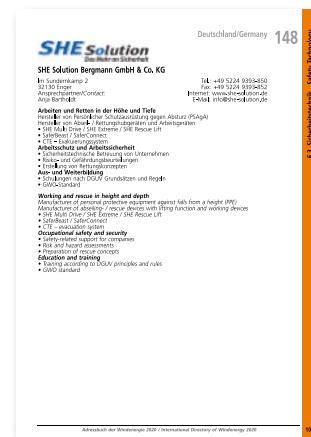 Deutschland/Germany 148
SHE Solution
Das Mehr an Sicherheit
SHE Solution Bergmann GmbH & Co. KG
Im Sundernkamp 2
32130 Enger
Ansprechpartner/Contact:
Anja Bartholdt
Tel.: +49 5224 9393-850
Fax: +49 5224 9393-852
Internet: www.she-solution.de
E-Mail: info@she-solution.de
Arbeiten und Retten in der Höhe und Tiefe
Hersteller von Persönlicher Schutzausrüstung gegen Absturz (PSAgA)
Hersteller von Abseil- / Rettungshubgeräten und Arbeitsgeräten
• SHE Multi Drive / SHE Extreme / SHE Rescue Lift
• SaferBeast / SaferConnect
• CTE – Evakuierungssystem
Arbeitsschutz und Arbeitssicherheit
• Sicherheitstechnische Betreuung von Unternehmen
• Risiko- und Gefährdungsbeurteilungen
• Erstellung von Rettungskonzepten
Aus- und Weiterbildung
• Schulungen nach DGUV Grundsätzen und Regeln
• GWO-Standard
Working and rescue in height and depth
Manufacturer of personal protective equipment against falls from a height (PPE)
Manufacturer of abseiling- / rescue devices with lifting function and working devices
• SHE Multi Drive / SHE Extreme / SHE Rescue Lift
• SaferBeast / SaferConnect
• CTE – evacuation system
Occupational safety and security
• Safety-related support for companies
• Risk and hazard assessments
• Preparation of rescue concepts
Education and training
• Training according to DGUV principles and rules
• GWO standard
6.3 Sicherheitstechnik Safety Technology
Adressbuch der Windenergie 2020 / International Directory of Windenergy 2020